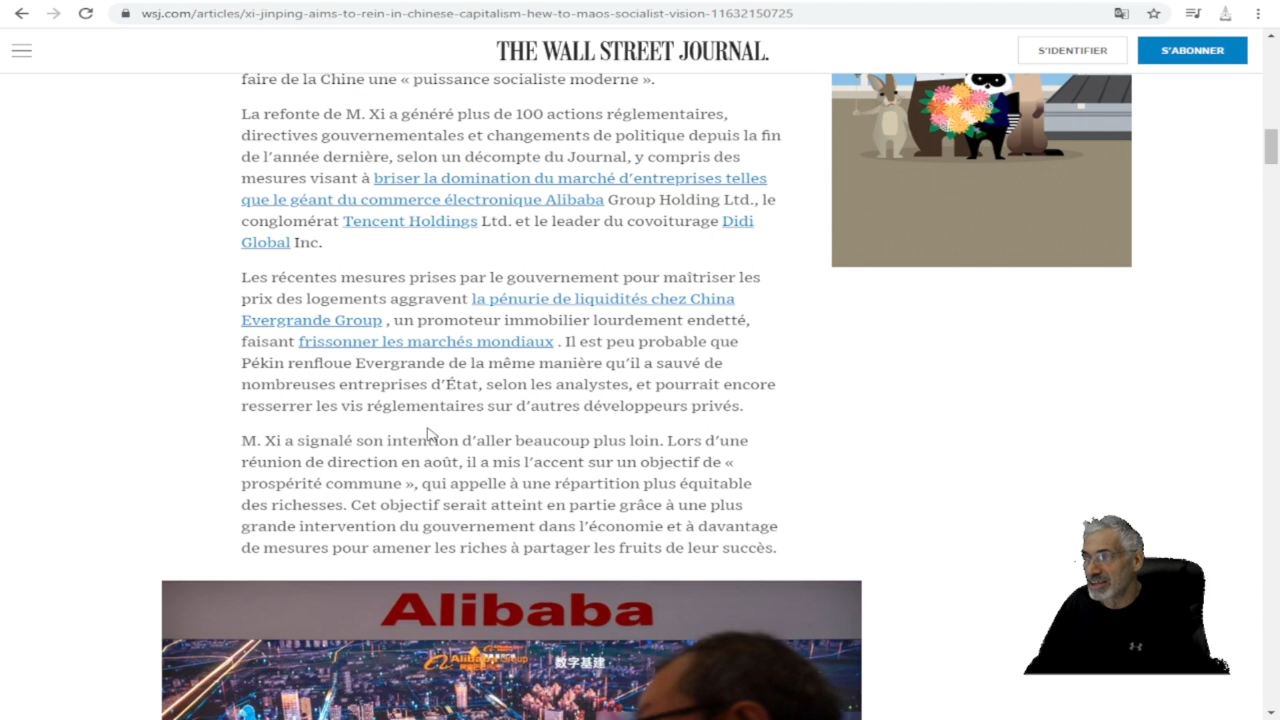 wsj.com/articles/xi-jinping-aims-to-rein-in-chinese-capitalism-hew-to-maos-socialist-vision-11632150725
THE WALL STREET JOURNAL.
S'IDENTIFIER
S'ABONNER
faire de la Chine une « puissance socialiste moderne ».
La refonte de M. Xi a généré plus de 100 actions réglementaires,
directives gouvernementales et changements de politique depuis la fin
de l'année dernière, selon un décompte du Journal, y compris des
mesures visant à briser la domination du marché d'entreprises telles
que le géant du commerce électronique Alibaba Group Holding Ltd., le
conglomérat Tencent Holdings Ltd. et le leader du covoiturage Didi
Global Inc.
Les récentes mesures prises par le gouvernement pour maîtriser les
prix des logements aggravent la pénurie de liquidités chez China
Evergrande Group , un promoteur immobilier lourdement endetté,
faisant frissonner les marchés mondiaux . Il est peu probable que
Pékin renfloue Evergrande de la même manière qu'il a sauvé de
nombreuses entreprises d'État, selon les analystes, et pourrait encore
resserrer les vis réglementaires sur d'autres développeurs privés.
M. Xi a signalé son intention d'aller beaucoup plus loin. Lors d'une
réunion de direction en août, il a mis l'accent sur un objectif de «
prospérité commune », qui appelle à une répartition plus équitable
des richesses. Cet objectif serait atteint en partie grâce à une plus
grande intervention du gouvernement dans l'économie et à davantage
de mesures pour amener les riches à partager les fruits de leur succès.
Alibaba
数字基建